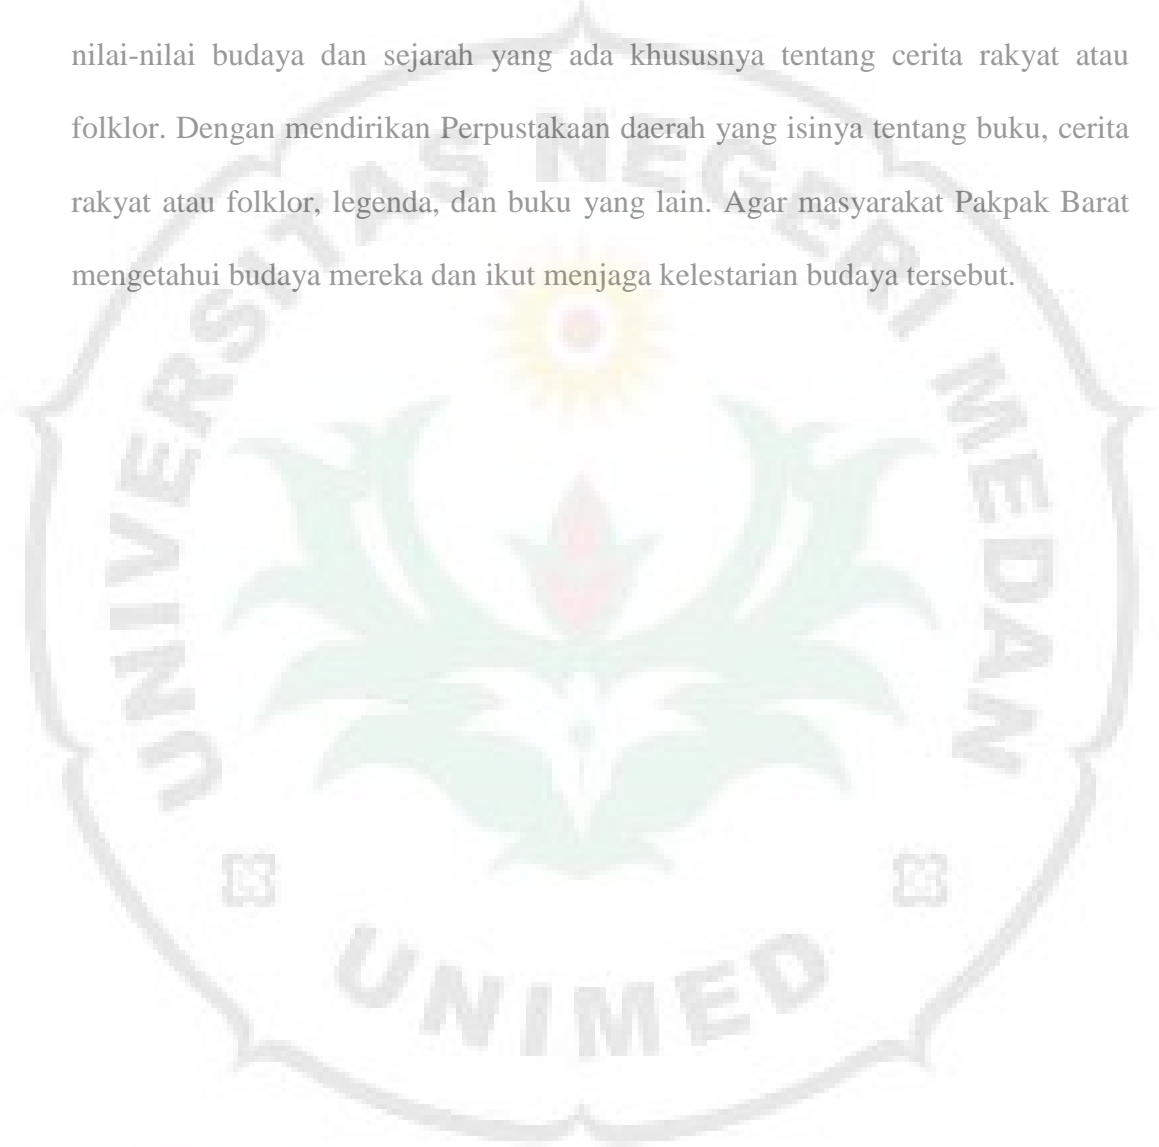 nilai-nilai budaya dan sejarah yang ada khususnya tentang cerita rakyat atau
folklor. Dengan mendirikan Perpustakaan daerah yang isinya tentang buku, cerita
rakyat atau folklor, legenda, dan buku yang lain. Agar masyarakat Pakpak Barat
mengetahui budaya mereka dan ikut menjaga kelestarian budaya tersebut.
UNIVERSITAS NEGERI MEDAN
UNIMED